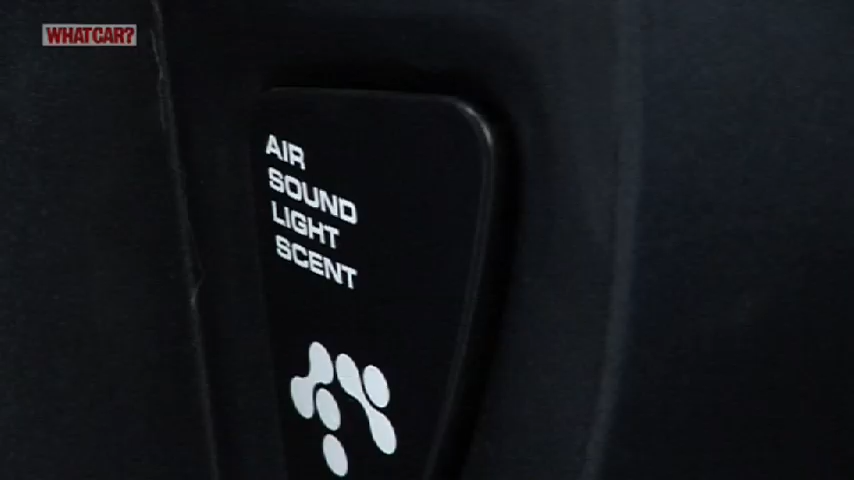 WHATCAR?
AIR
SOUND
LIGHT
SCENT